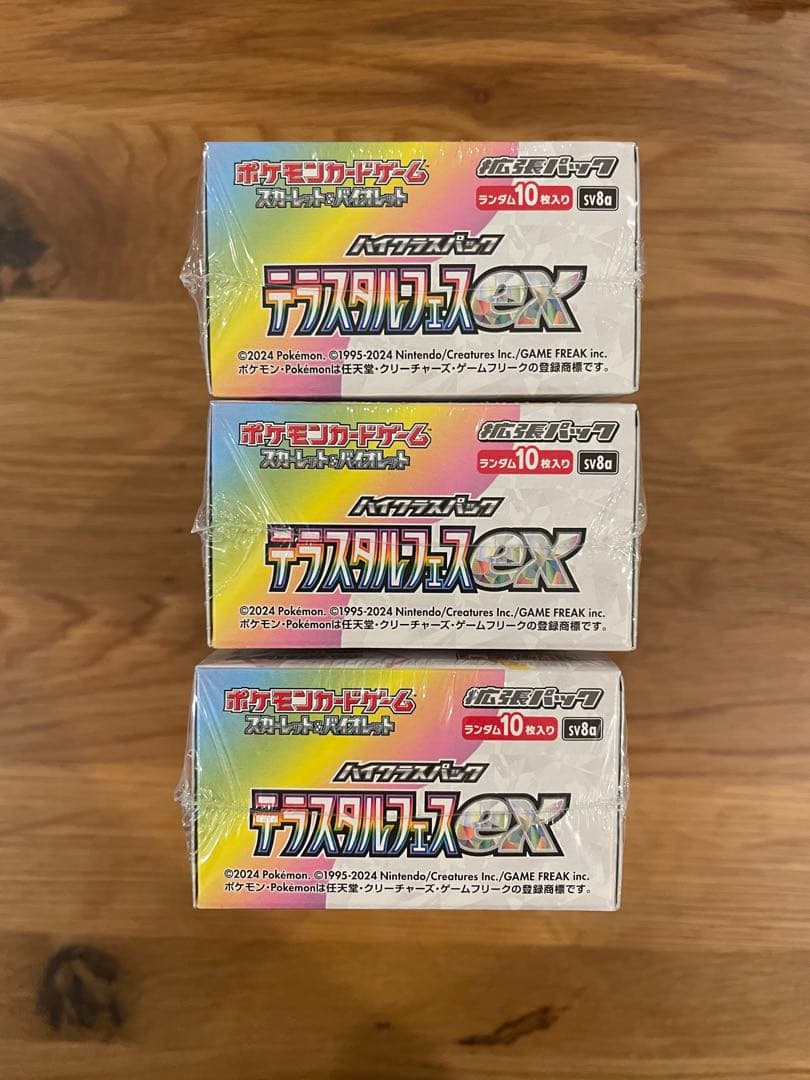 ポケモンカードゲーム 拡張パック
スカーレット&バイオレット ランダム10枚入り sv8a
ハイクラスパック
テラスタルフェスex
©2024 Pokémon. ©1995-2024 Nintendo/Creatures Inc./GAME FREAK inc.
ポケモン・Pokémonは任天堂・クリーチャーズ・ゲームフリークの登録商標です。
ポケモンカードゲーム 拡張パック
スカーレット&バイオレット ランダム10枚入り sv8a
ハイクラスパック
テラスタルフェスex
©2024 Pokémon. ©1995-2024 Nintendo/Creatures Inc./GAME FREAK inc.
ポケモン・Pokémonは任天堂・クリーチャーズ・ゲームフリークの登録商標です。
ポケモンカードゲーム 拡張パック
スカーレット&バイオレット ランダム10枚入り sv8a
ハイクラスパック
テラスタルフェスex
©2024 Pokémon. ©1995-2024 Nintendo/Creatures Inc./GAME FREAK inc.
ポケモン・Pokémonは任天堂・クリーチャーズ・ゲームフリークの登録商標です。